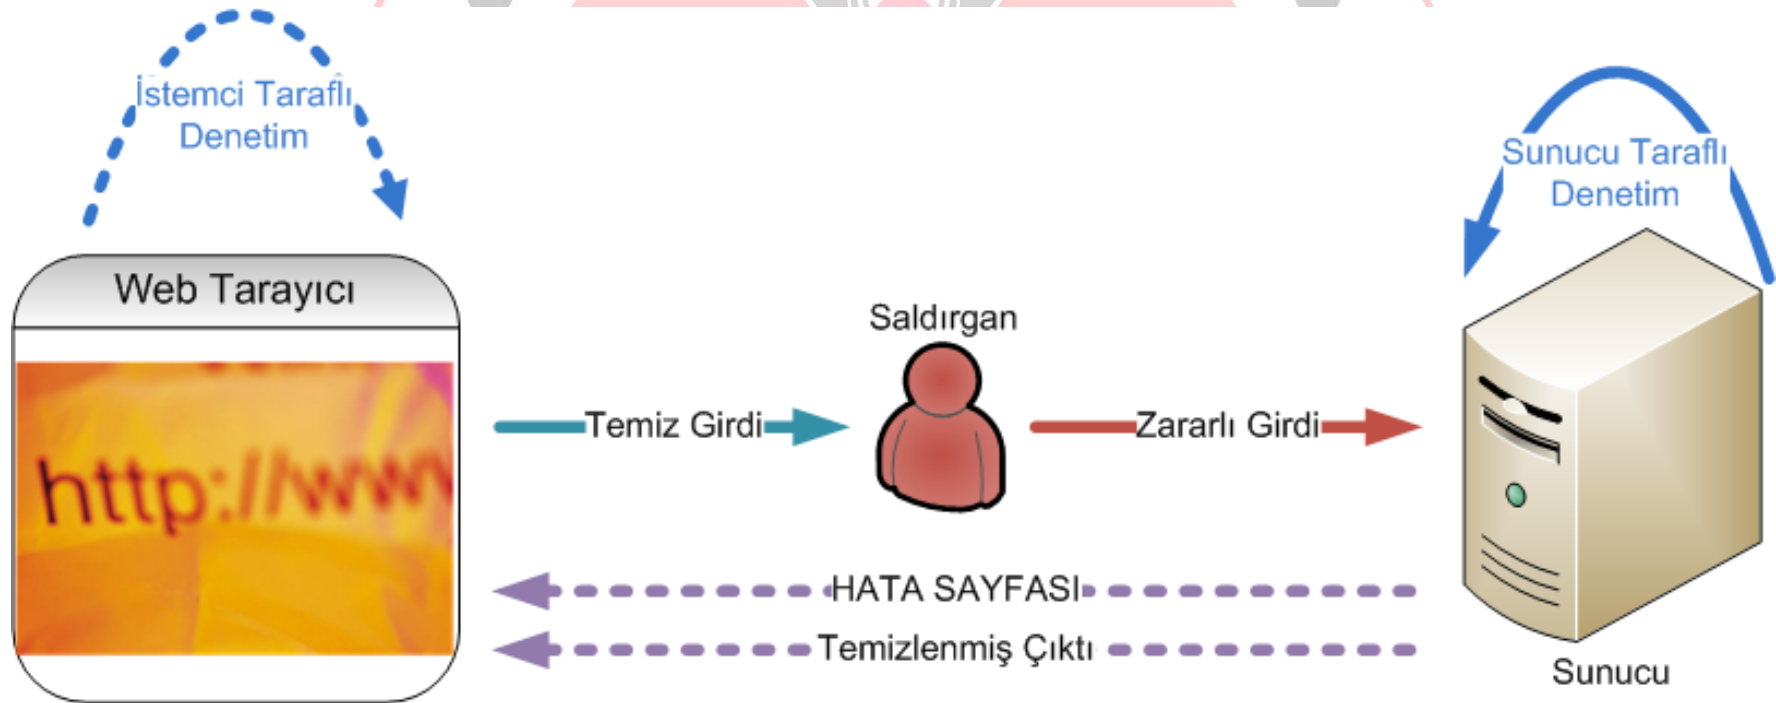 İstemci Taraflı
Denetim
Sunucu Taraflı
Denetim
Web Tarayıcı
Saldırgan
Temiz Girdi
Zararlı Girdi
http://www
HATA SAYFASI
Temizlenmiş Çıktı
Sunucu